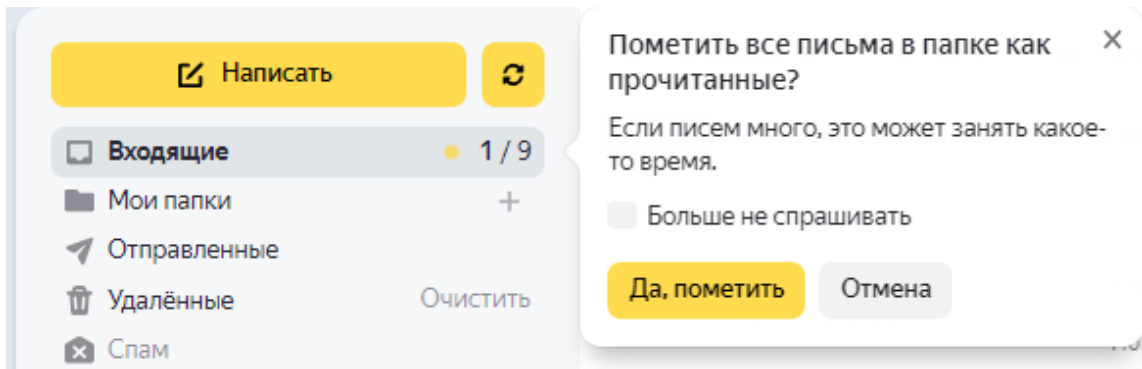 Написать
Входящие 1 / 9
Мои папки +
Отправленные
Удалённые Очистить
Спам
Пометить все письма в папке как
прочитанные?
Если писем много, это может занять какое-
то время.
Больше не спрашивать
Да, пометить Отмена